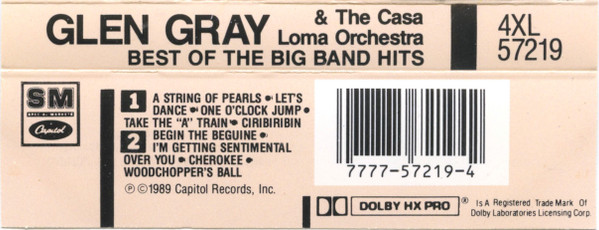 GLEN GRAY & The Casa
Loma Orchestra
BEST OF THE BIG BAND HITS
4XL
57219
SM
Capitol
1 A STRING OF PEARLS • LET'S
DANCE • ONE O'CLOCK JUMP •
TAKE THE "A" TRAIN • CIRIBIRIBIN
2 BEGIN THE BEGUINE •
I'M GETTING SENTIMENTAL
OVER YOU • CHEROKEE •
WOODCHOPPER'S BALL
℗©1989 Capitol Records, Inc.
7777-57219-4
DOLBY HX PRO ® Is A Registered Trade Mark Of
Dolby Laboratories Licensing Corp.